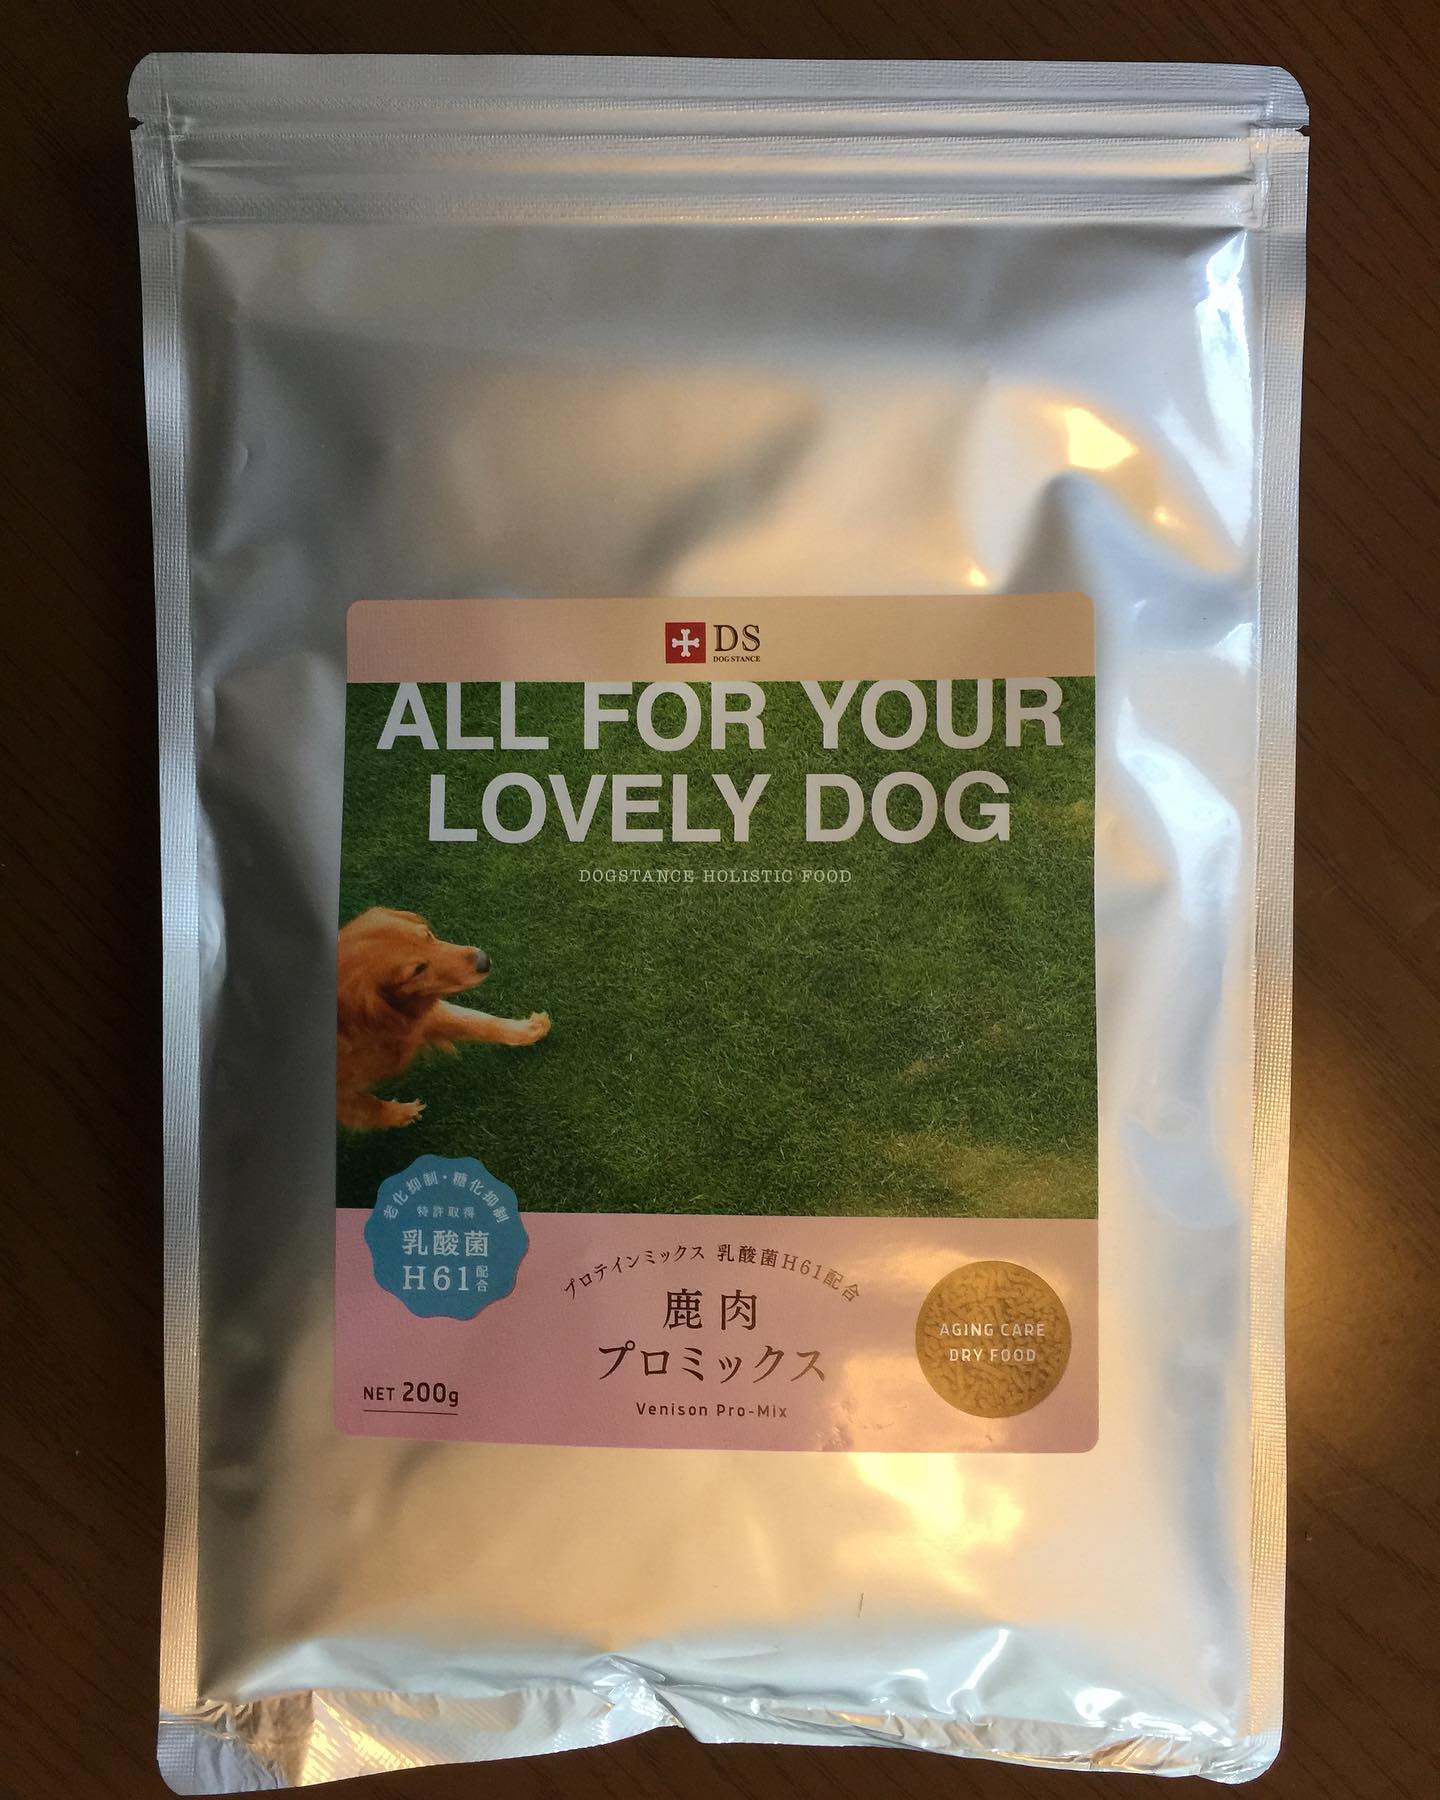 DS
DOG STANCE
ALL FOR YOUR
LOVELY DOG
DOGSTANCE HOLISTIC FOOD
老化抑制・糖化抑制
特許取得
乳酸菌
H61配合
プロテインミックス 乳酸菌H61配合
鹿肉
プロミックス
Venison Pro-Mix
NET 200g
AGING CARE
DRY FOOD